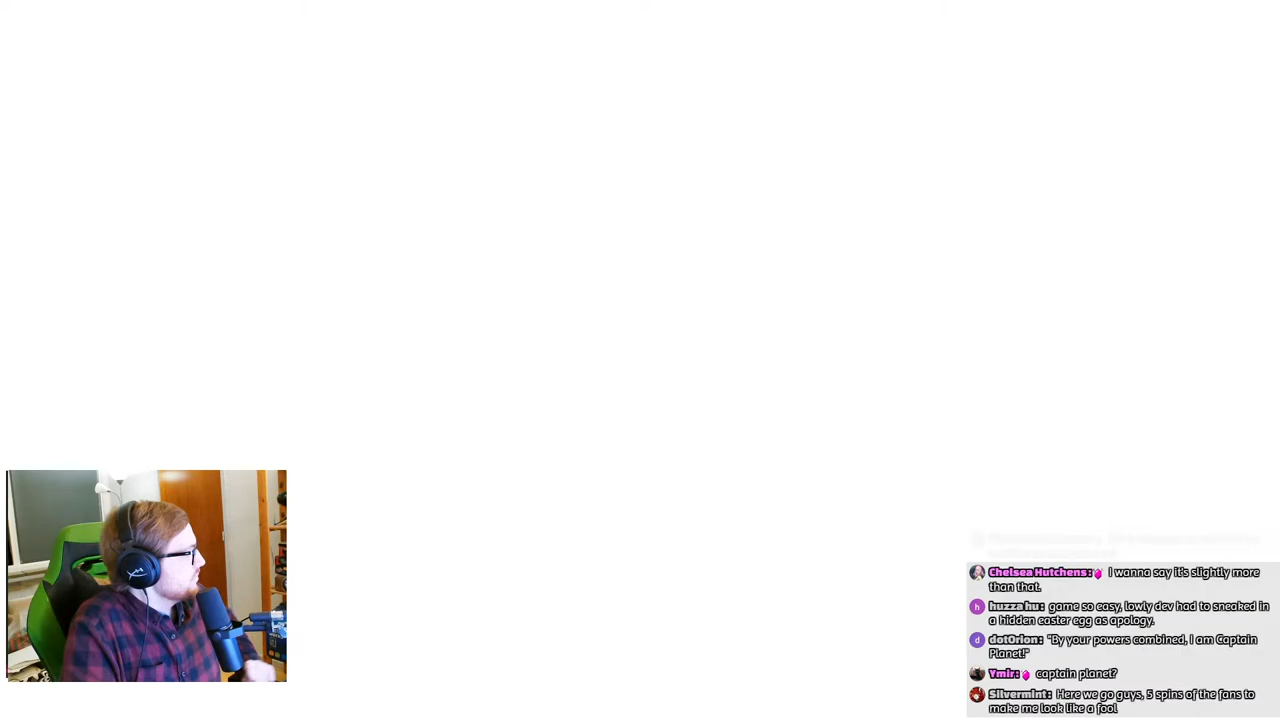 Chelsea Hutchens: I wanna say it's slightly more
than that.
huzza hu: game so easy, lowly dev had to sneaked in
a hidden easter egg as apology.
dotOrion: "By your powers combined, I am Captain
Planet!"
Ymir: captain planet?
Silvermint: Here we go guys, 5 spins of the fans to
make me look like a fool